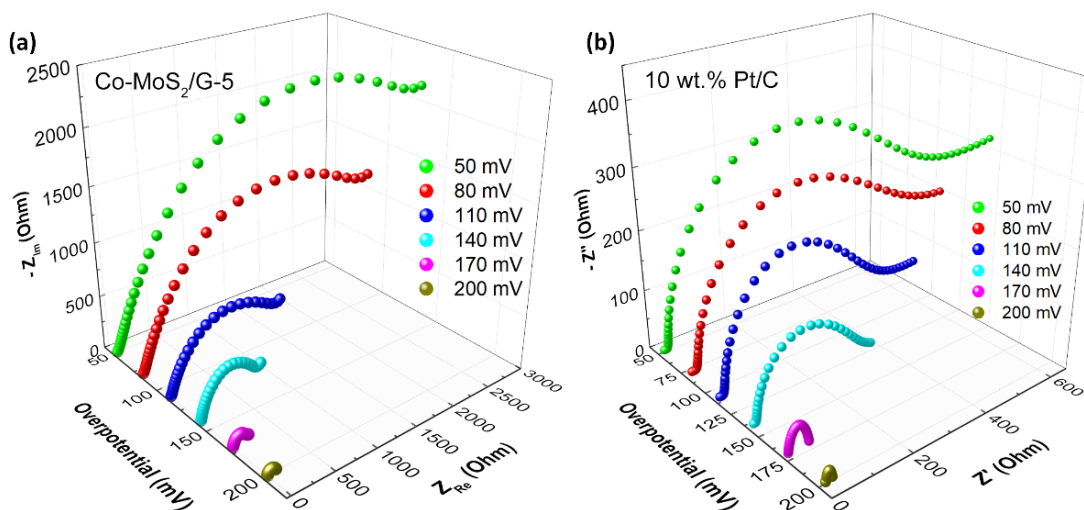 (a)
Co-MoS₂/G-5
2500
2000
1500
1000
500
0
- Z_Im (Ohm)
50 mV
80 mV
110 mV
140 mV
170 mV
200 mV
50
100
150
200
Overpotential (mV)
0
500
1000
1500
2000
2500
3000
Z_Re (Ohm)
(b)
10 wt.% Pt/C
400
300
200
100
0
- Z" (Ohm)
50 mV
80 mV
110 mV
140 mV
170 mV
200 mV
50
75
100
125
150
175
200
Overpotential (mV)
0
200
400
600
Z' (Ohm)